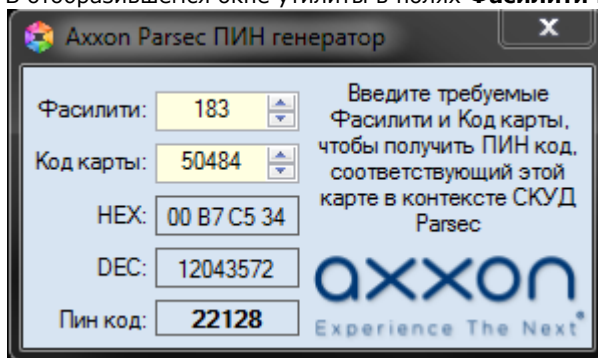 В отобразившемся окне утилиты в полях Фасилити
Axxon Parsec ПИН генератор
Фасилити: 183
Код карты: 50484
HEX: 00 B7 C5 34
DEC: 12043572
Пин код: 22128
Введите требуемые
Фасилити и Код карты,
чтобы получить ПИН код,
соответствующий этой
карте в контексте СКУД
Parsec
axxon
Experience The Next